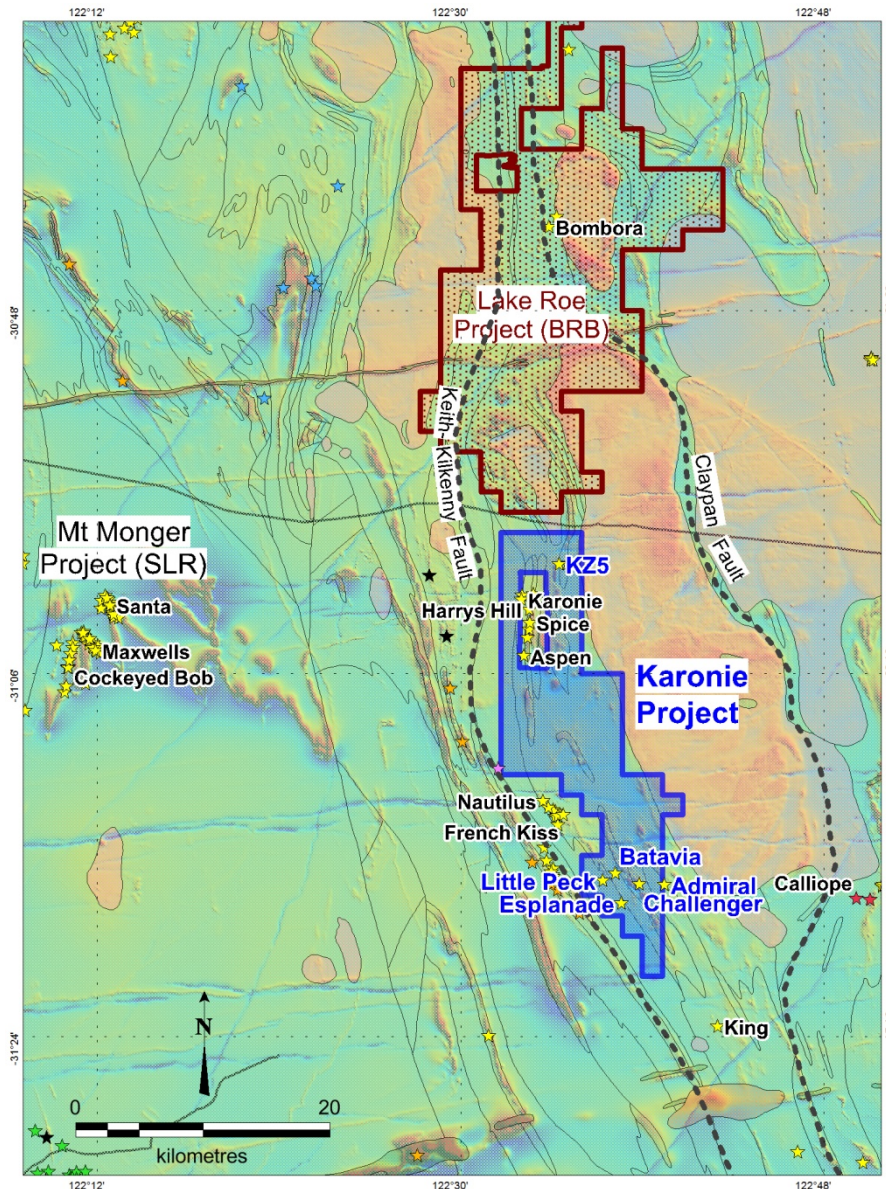 122°12'
122°30'
122°48'
Bombora
-30°48'
Lake Roe
Project (BRB)
Keith-
Kilkenny
Fault
Claypan
Fault
Mt Monger
Project (SLR)
KZ5
Santa
Harrys Hill
Karonie
Spice
Maxwells
Aspen
Cockeyed Bob
-31°06'
Karonie
Project
Nautilus
French Kiss
Batavia
Little Peck
Admiral
Calliope
Esplanade
Challenger
King
-31°24'
N
0
20
kilometres
122°12'
122°30'
122°48'